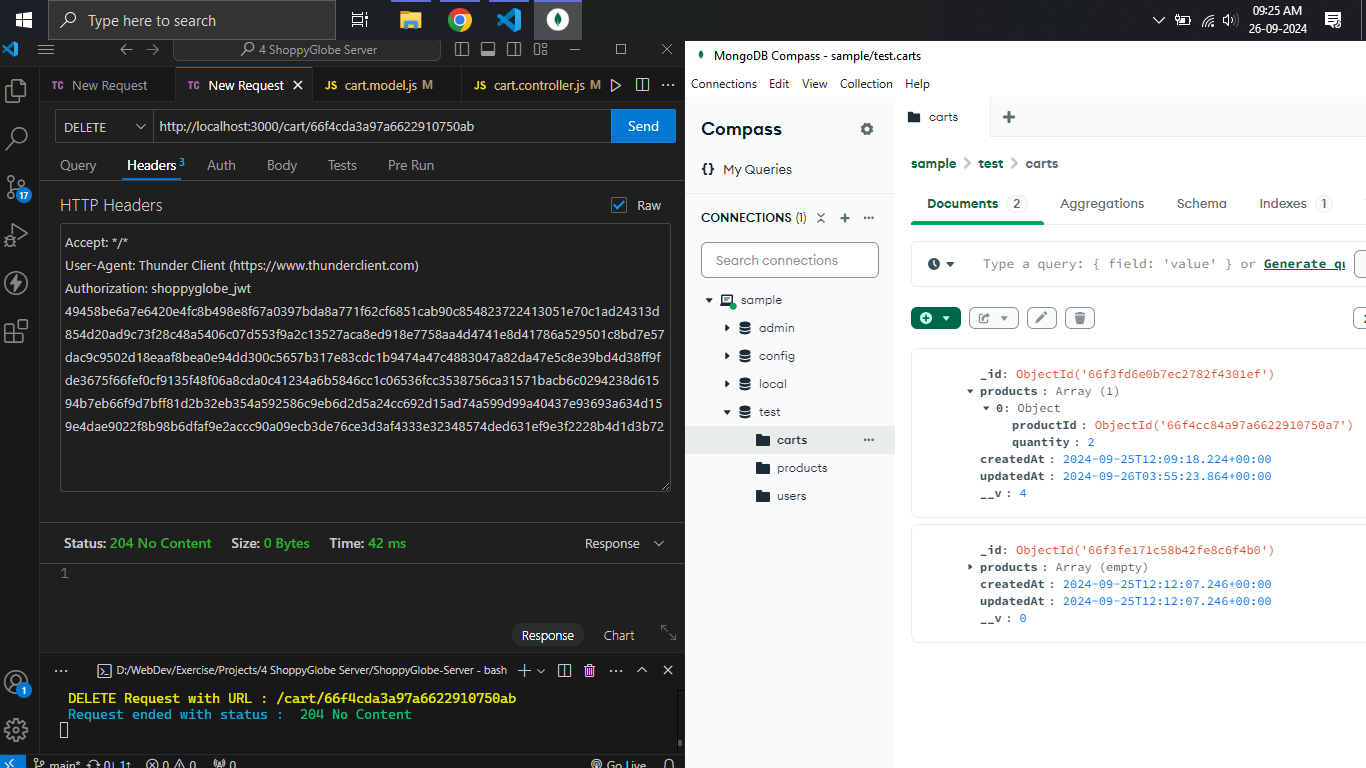 Type here to search
09:25 AM
26-09-2024
4 ShoppyGlobe Server
TC New Request
TC New Request
JS cart.model.js M
JS cart.controller.js M
DELETE
http://localhost:3000/cart/66f4cda3a97a6622910750ab
Send
Query
Headers 3
Auth
Body
Tests
Pre Run
HTTP Headers
Raw
Accept: */*
User-Agent: Thunder Client (https://www.thunderclient.com)
Authorization: shoppyglobe_jwt
49458be6a7e6420e4fc8b498e8f67a0397bda8a771f62cf6851cab90c854823722413051e70c1ad24313d
854d20ad9c73f28c48a5406c07d553f9a2c13527aca8ed918e7758aa4d4741e8d41786a529501c8bd7e57
dac9c9502d18eaaf8bea0e94dd300c5657b317e83cdc1b9474a47c4883047a82da47e5c8e39bd4d38ff9f
de3675f66fef0cf9135f48f06a8cda0c41234a6b5846cc1c06536fcc3538756ca31571bacb6c0294238d615
94b7eb66f9d7bff81d2b32eb354a592586c9eb6d2d5a24cc692d15ad74a599d99a40437e93693a634d15
9e4dae9022f8b98b6dfaf9e2accc90a09ecb3de76ce3d3af4333e32348574ded631ef9e3f2228b4d1d3b72
Status: 204 No Content
Size: 0 Bytes
Time: 42 ms
Response
1
Response
Chart
D:/WebDev/Exercise/Projects/4 ShoppyGlobe Server/ShoppyGlobe-Server - bash
DELETE Request with URL : /cart/66f4cda3a97a6622910750ab
Request ended with status : 204 No Content
17
1
main* 0↓ 1↑
0 0
0
Go Live
MongoDB Compass - sample/test.carts
Connections Edit View Collection Help
Compass
{} My Queries
CONNECTIONS (1)
Search connections
sample
admin
config
local
test
carts
products
users
carts
sample > test > carts
Documents 2
Aggregations
Schema
Indexes 1
Type a query: { field: 'value' } or Generate qu
_id: ObjectId('66f3fd6e0b7ec2782f4301ef')
products : Array (1)
0: Object
productId : ObjectId('66f4cc84a97a6622910750a7')
quantity : 2
createdAt : 2024-09-25T12:09:18.224+00:00
updatedAt : 2024-09-26T03:55:23.864+00:00
__v : 4
_id: ObjectId('66f3fe171c58b42fe8c6f4b0')
products : Array (empty)
createdAt : 2024-09-25T12:12:07.246+00:00
updatedAt : 2024-09-25T12:12:07.246+00:00
__v : 0